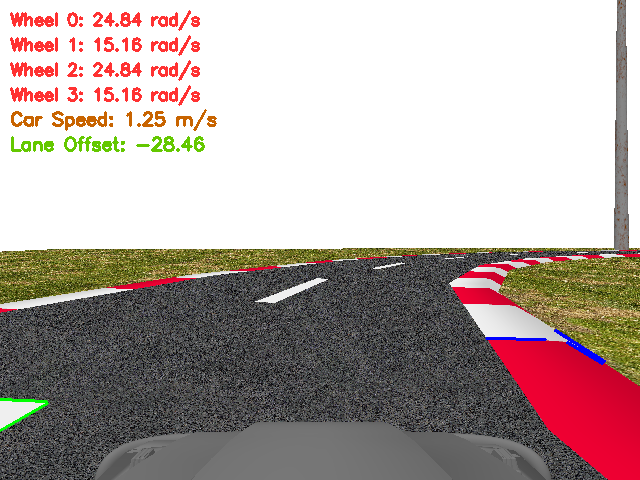 Wheel 0: 24.84 rad/s
Wheel 1: 15.16 rad/s
Wheel 2: 24.84 rad/s
Wheel 3: 15.16 rad/s
Car Speed: 1.25 m/s
Lane Offset: -28.46